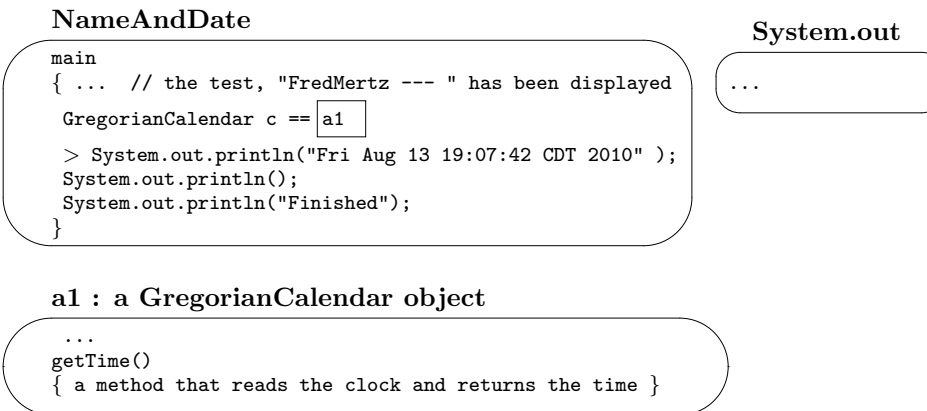 NameAndDate
System.out
main
{ ... // the test, "FredMertz --- " has been displayed
...
GregorianCalendar c == a1
> System.out.println("Fri Aug 13 19:07:42 CDT 2010" );
System.out.println();
System.out.println("Finished");
}
a1 : a GregorianCalendar object
...
getTime()
{ a method that reads the clock and returns the time }